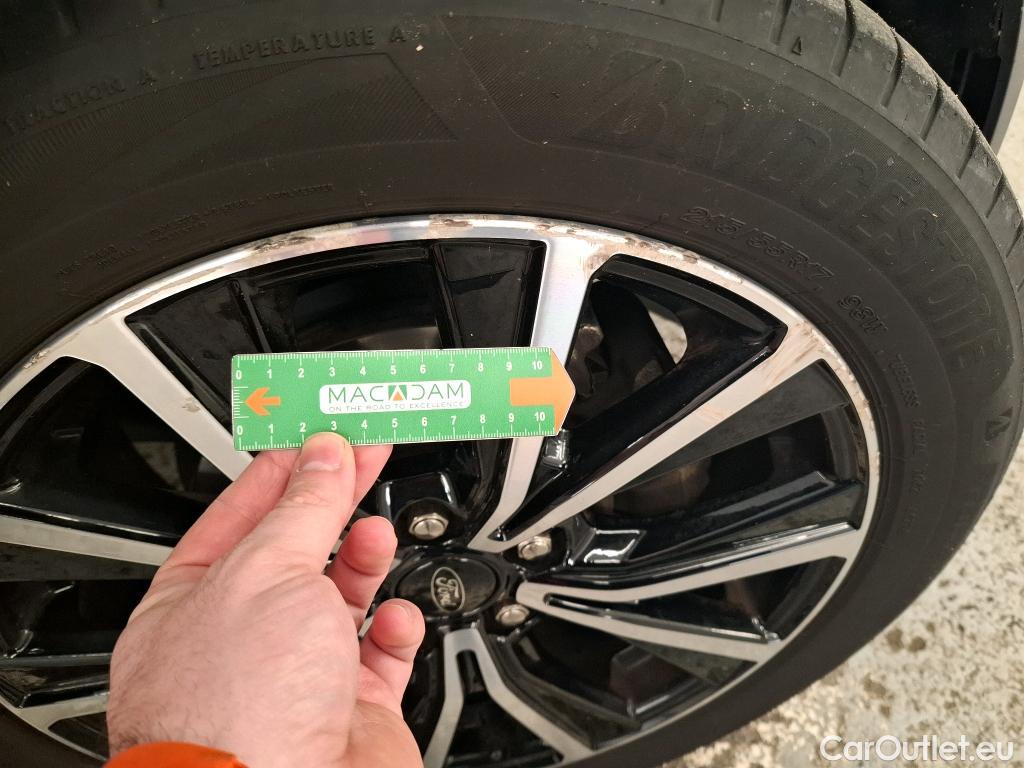 TRACTION A TEMPERATURE A
BRIDGESTONE
215/55R17 98W
0 1 2 3 4 5 6 7 8 9 10
MACADAM
ON THE ROAD TO EXCELLENCE
0 1 2 3 4 5 6 7 8 9 10
Ford
CarOutlet.eu